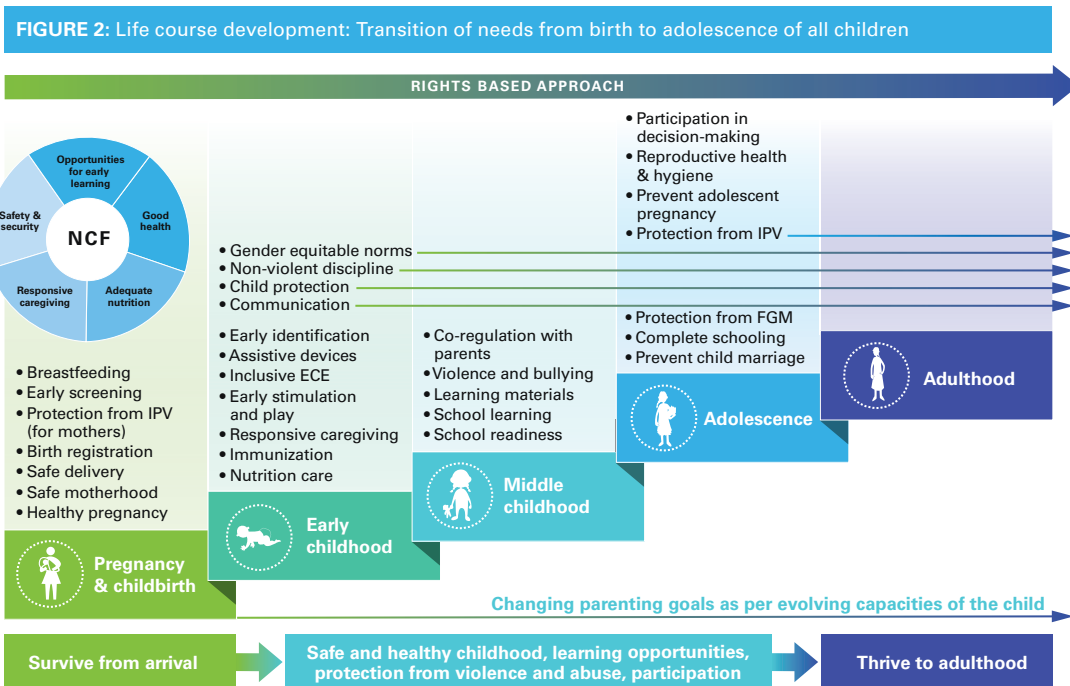 FIGURE 2: Life course development: Transition of needs from birth to adolescence of all children
RIGHTS BASED APPROACH
Opportunities
for early
learning
Good
health
Adequate
nutrition
Responsive
caregiving
Safety &
security
NCF
• Breastfeeding
• Early screening
• Protection from IPV
(for mothers)
• Birth registration
• Safe delivery
• Safe motherhood
• Healthy pregnancy
Pregnancy
& childbirth
• Gender equitable norms
• Non-violent discipline
• Child protection
• Communication
• Early identification
• Assistive devices
• Inclusive ECE
• Early stimulation
and play
• Responsive caregiving
• Immunization
• Nutrition care
Early
childhood
• Co-regulation with
parents
• Violence and bullying
• Learning materials
• School learning
• School readiness
Middle
childhood
• Participation in
decision-making
• Reproductive health
& hygiene
• Prevent adolescent
pregnancy
• Protection from IPV
• Protection from FGM
• Complete schooling
• Prevent child marriage
Adolescence
Adulthood
Changing parenting goals as per evolving capacities of the child
Survive from arrival
Safe and healthy childhood, learning opportunities,
protection from violence and abuse, participation
Thrive to adulthood